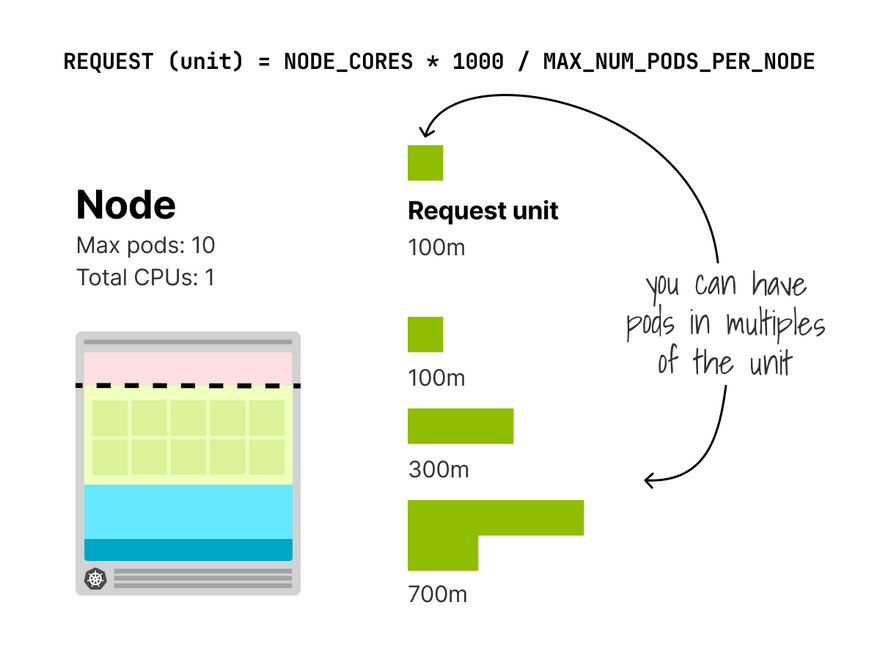 REQUEST (unit) = NODE_CORES * 1000 / MAX_NUM_PODS_PER_NODE
Node
Max pods: 10
Total CPUs: 1
Request unit
100m
100m
300m
700m
you can have
pods in multiples
of the unit